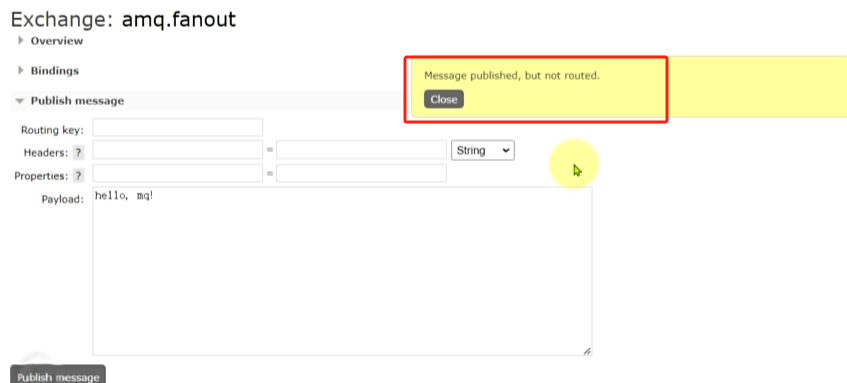 Exchange: amq.fanout
Overview
Bindings
Message published, but not routed.
Close
Publish message
Routing key:
Headers: ? = String
Properties: ? =
Payload: hello, mq!
Publish message